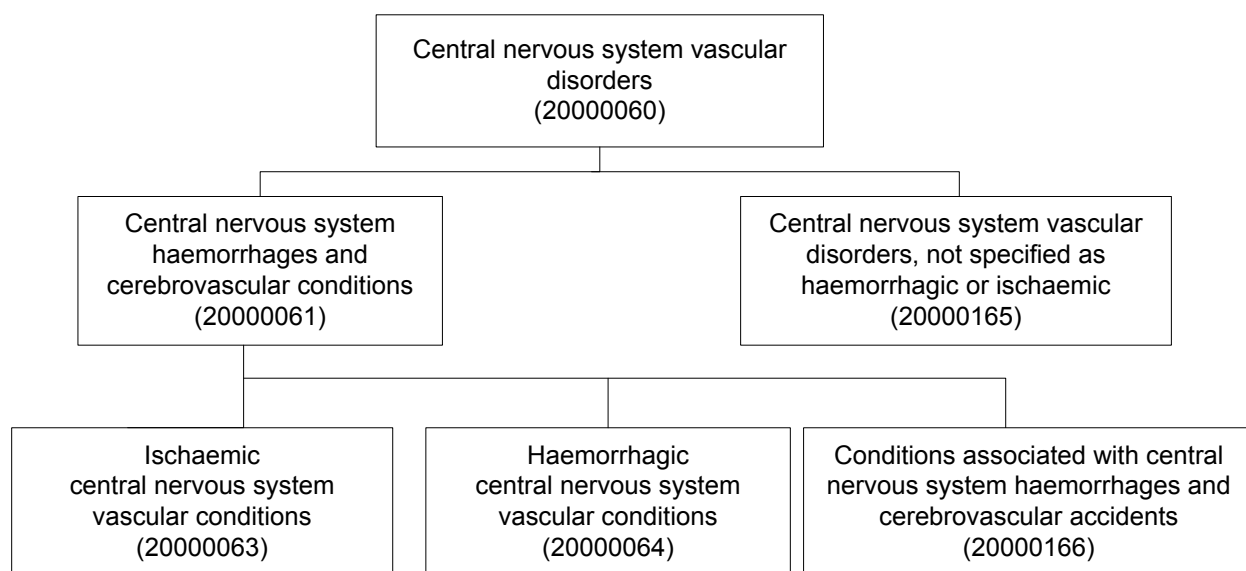 Central nervous system vascular
disorders
(20000060)
Central nervous system
haemorrhages and
cerebrovascular conditions
(20000061)
Central nervous system vascular
disorders, not specified as
haemorrhagic or ischaemic
(20000165)
Ischaemic
central nervous system
vascular conditions
(20000063)
Haemorrhagic
central nervous system
vascular conditions
(20000064)
Conditions associated with central
nervous system haemorrhages and
cerebrovascular accidents
(20000166)